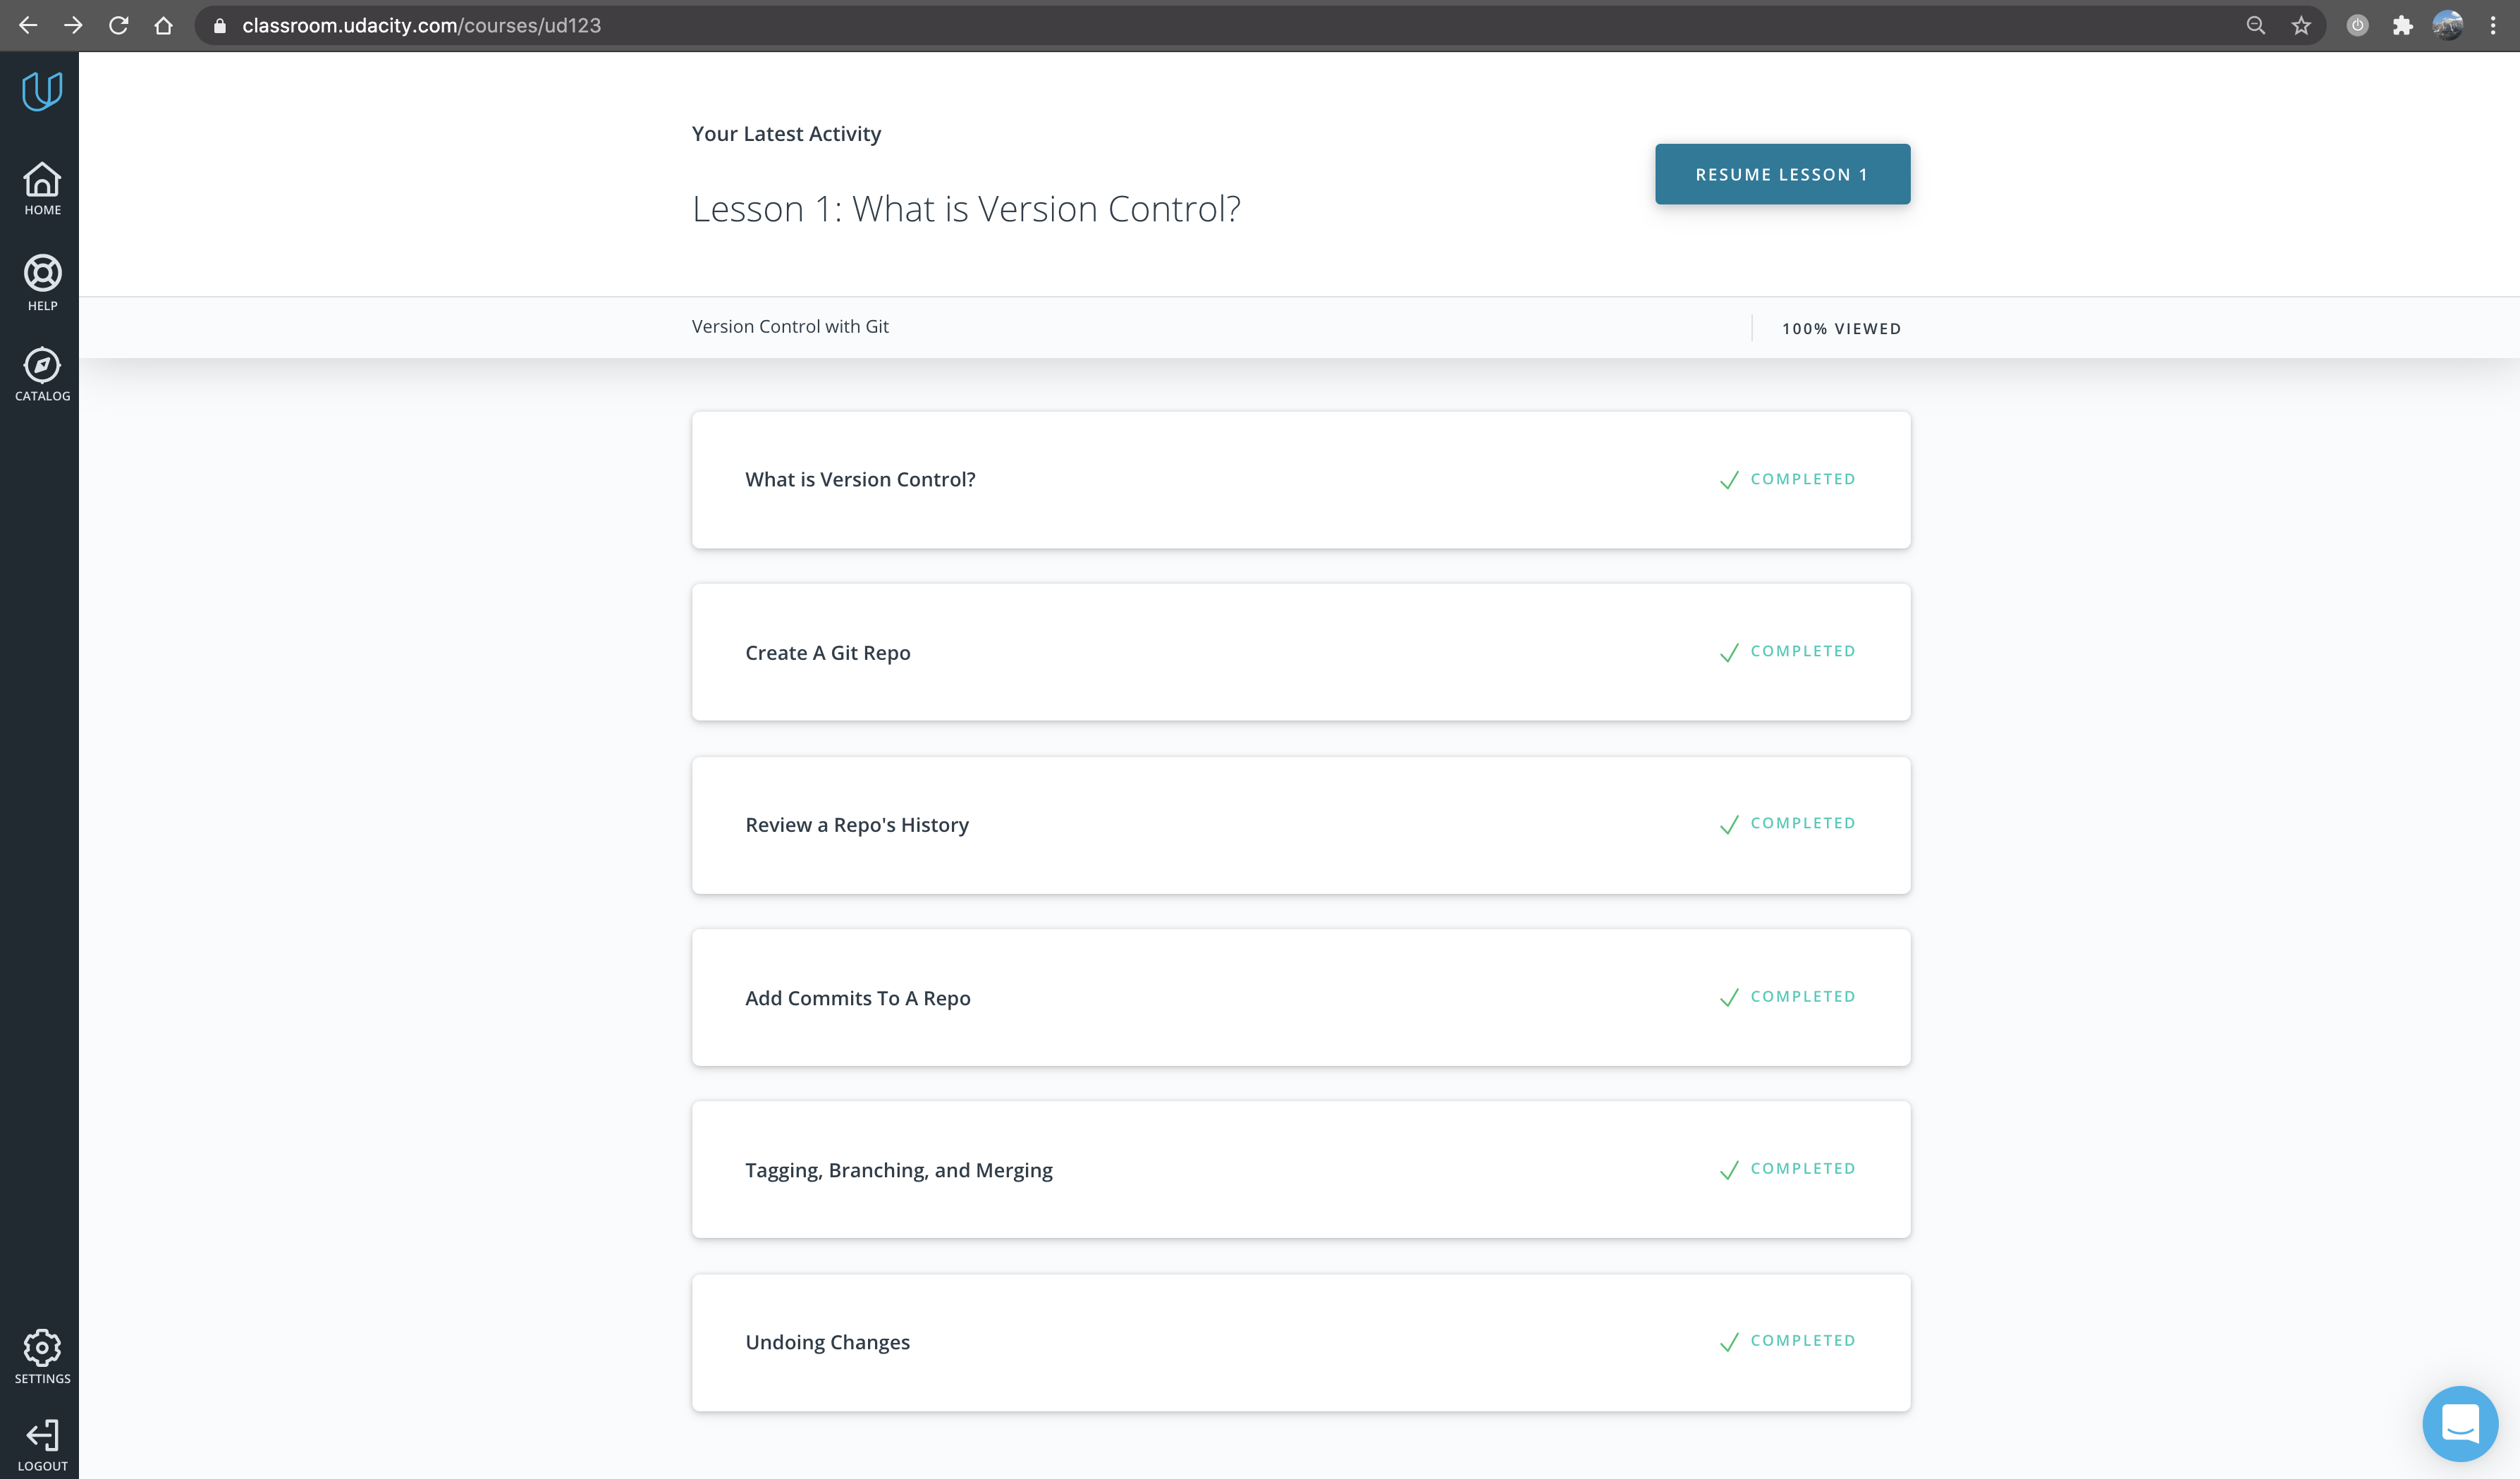 classroom.udacity.com/courses/ud123
HOME
HELP
CATALOG
SETTINGS
LOGOUT
Your Latest Activity
Lesson 1: What is Version Control?
RESUME LESSON 1
Version Control with Git
100% VIEWED
What is Version Control?
COMPLETED
Create A Git Repo
COMPLETED
Review a Repo's History
COMPLETED
Add Commits To A Repo
COMPLETED
Tagging, Branching, and Merging
COMPLETED
Undoing Changes
COMPLETED